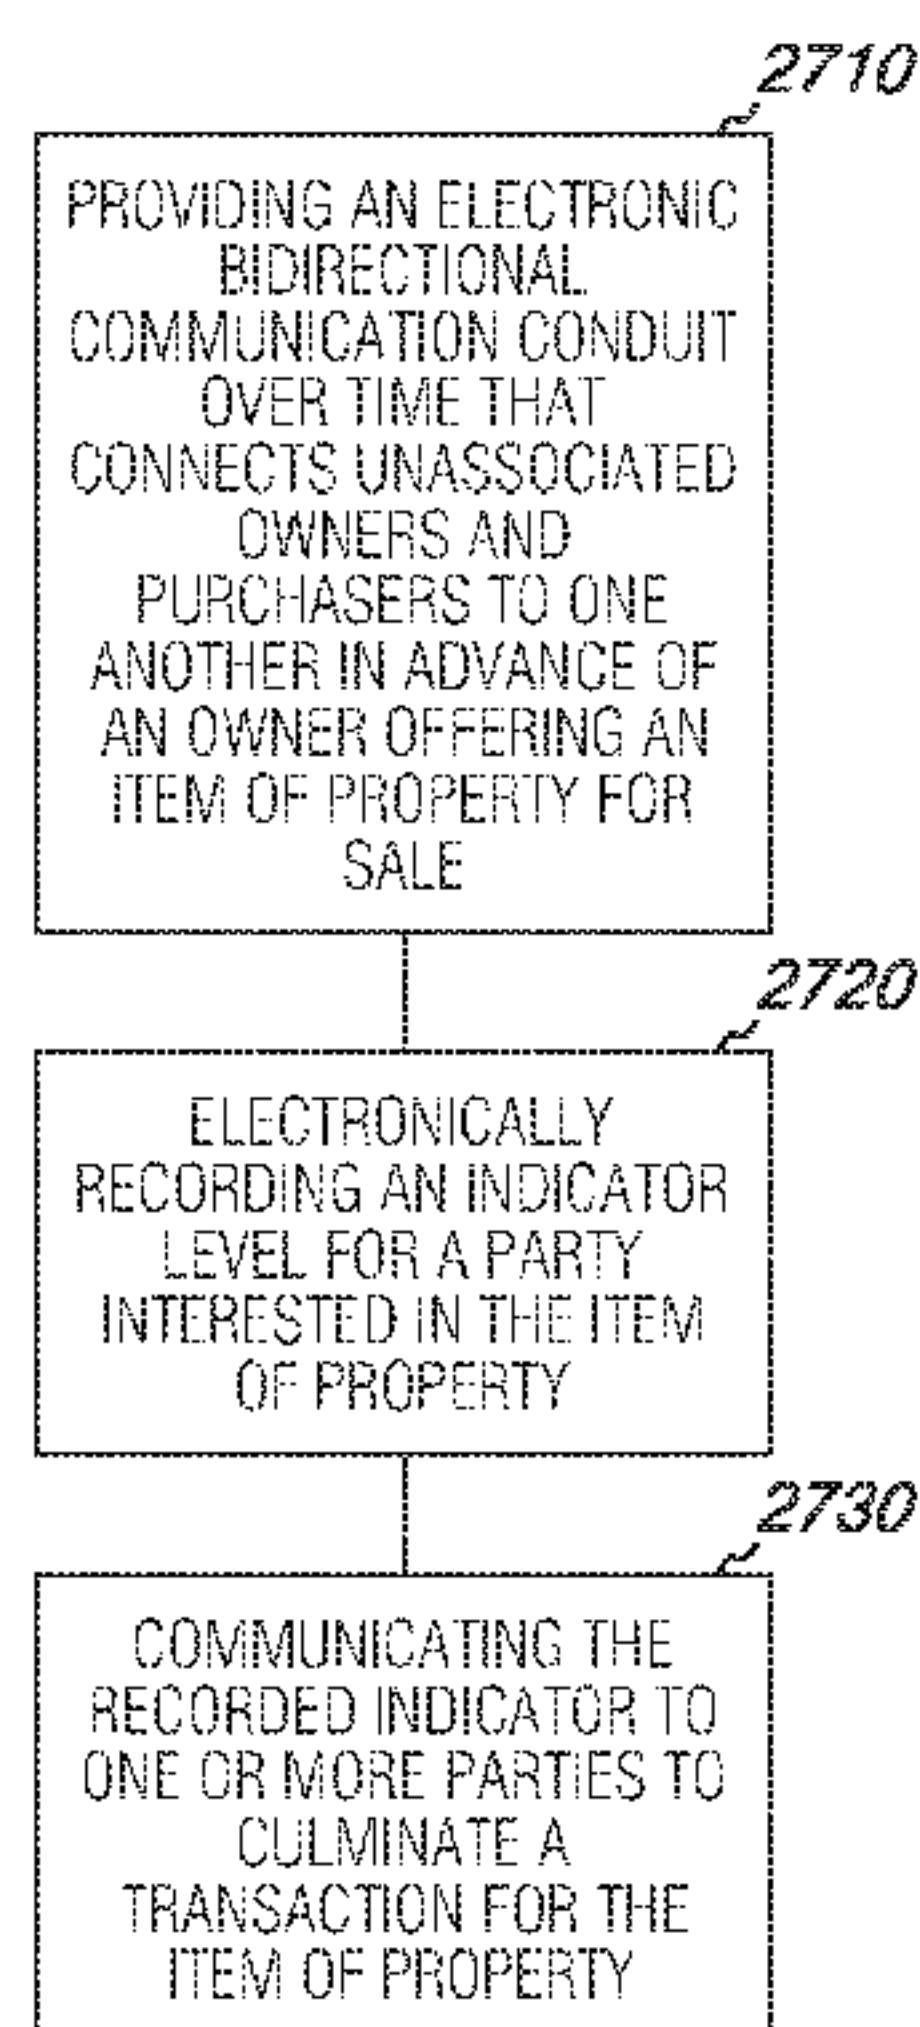 2710
PROVIDING AN ELECTRONIC
BIDIRECTIONAL
COMMUNICATION CONDUIT
OVER TIME THAT
CONNECTS UNASSOCIATED
OWNERS AND
PURCHASERS TO ONE
ANOTHER IN ADVANCE OF
AN OWNER OFFERING AN
ITEM OF PROPERTY FOR
SALE
2720
ELECTRONICALLY
RECORDING AN INDICATOR
LEVEL FOR A PARTY
INTERESTED IN THE ITEM
OF PROPERTY
2730
COMMUNICATING THE
RECORDED INDICATOR TO
ONE OR MORE PARTIES TO
CULMINATE A
TRANSACTION FOR THE
ITEM OF PROPERTY